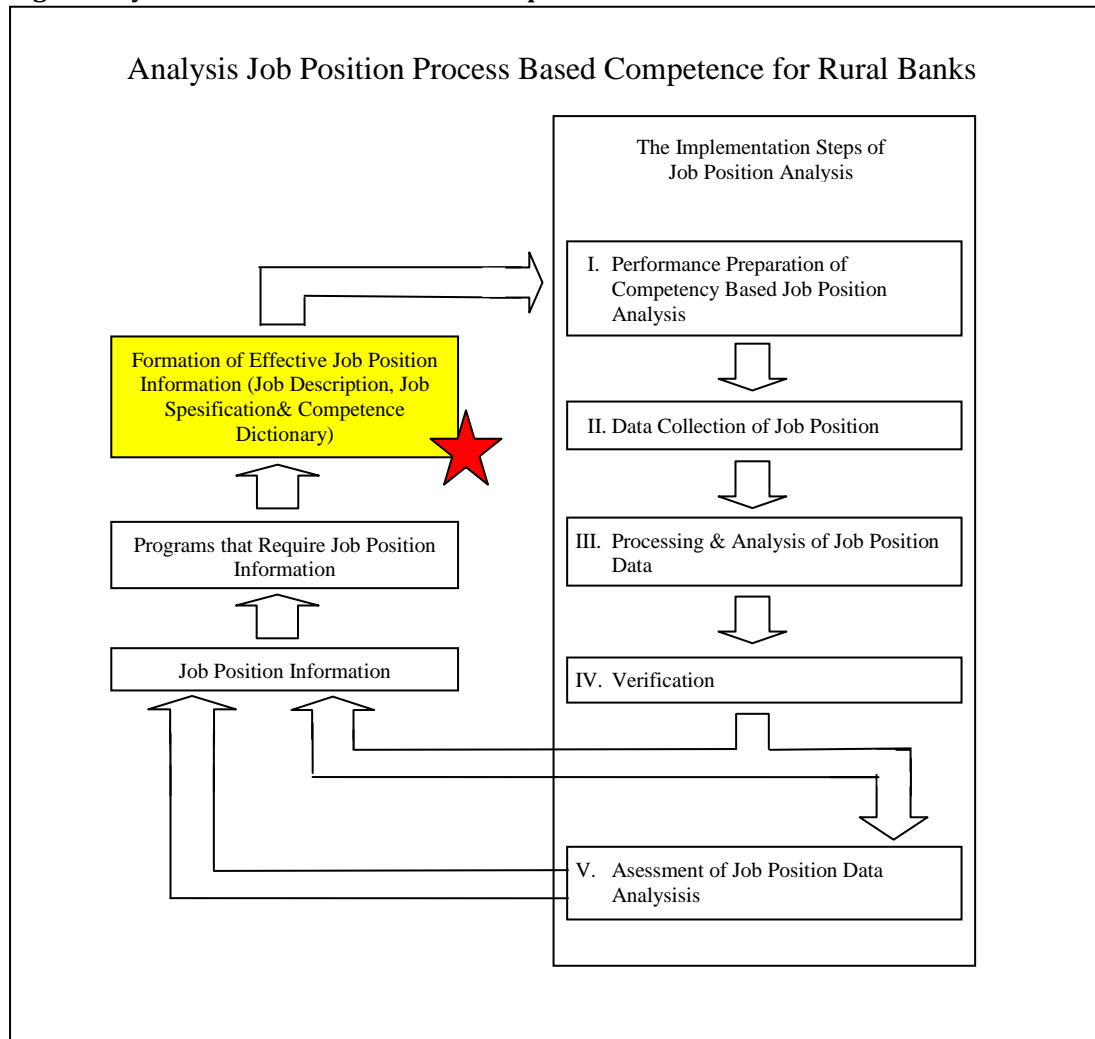 Analysis Job Position Process Based Competence for Rural Banks
The Implementation Steps of
Job Position Analysis
I. Performance Preparation of
Competency Based Job Position
Analysis
II. Data Collection of Job Position
III. Processing & Analysis of Job Position
Data
IV. Verification
V. Asessment of Job Position Data
Analysisis
Formation of Effective Job Position
Information (Job Description, Job
Spesification& Competence
Dictionary)
Programs that Require Job Position
Information
Job Position Information